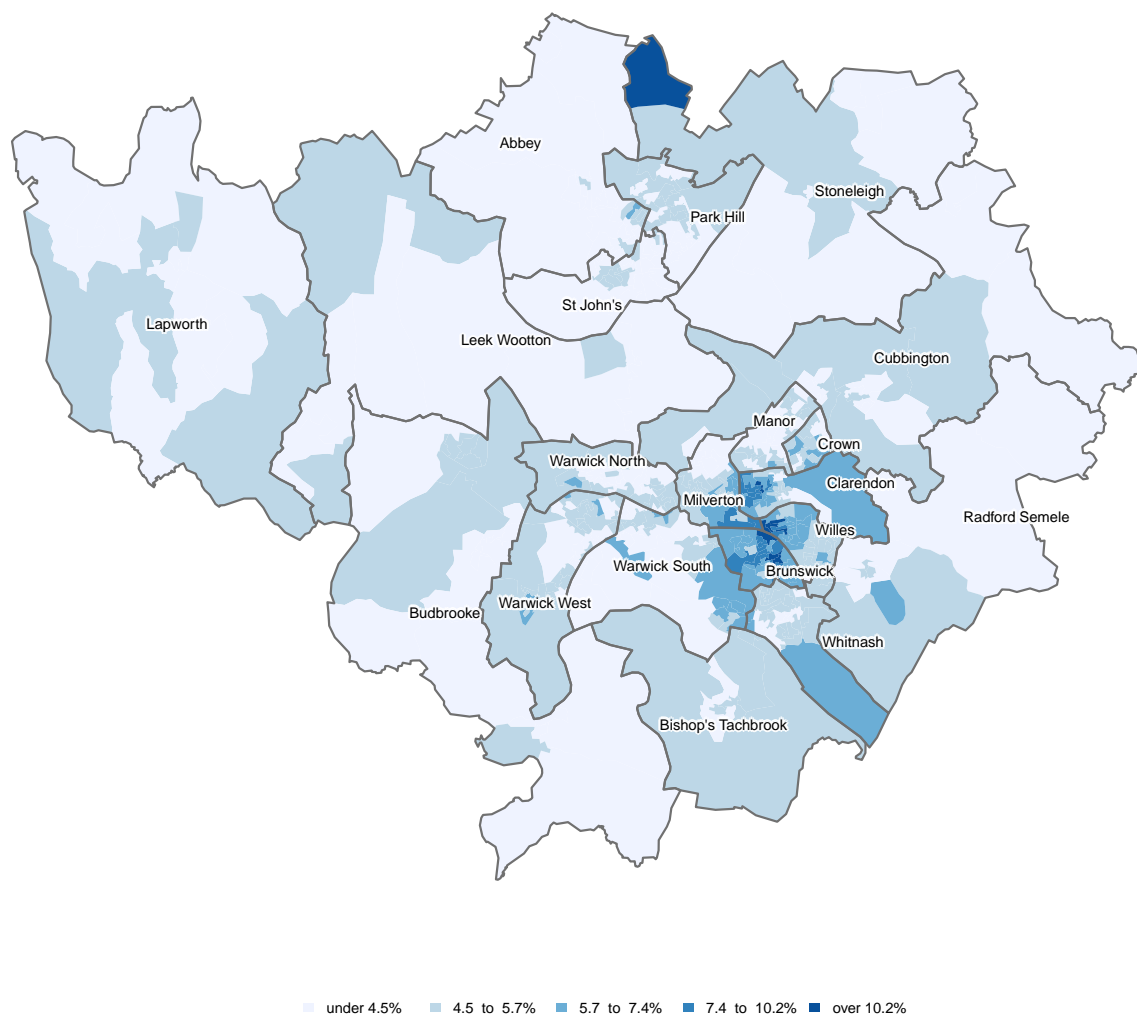 Abbey
Stoneleigh
Park Hill
St John's
Lapworth
Leek Wootton
Cubbington
Manor
Crown
Warwick North
Clarendon
Milverton
Radford Semele
Willes
Warwick South
Brunswick
Warwick West
Budbrooke
Whitnash
Bishop's Tachbrook
under 4.5% 4.5 to 5.7% 5.7 to 7.4% 7.4 to 10.2% over 10.2%